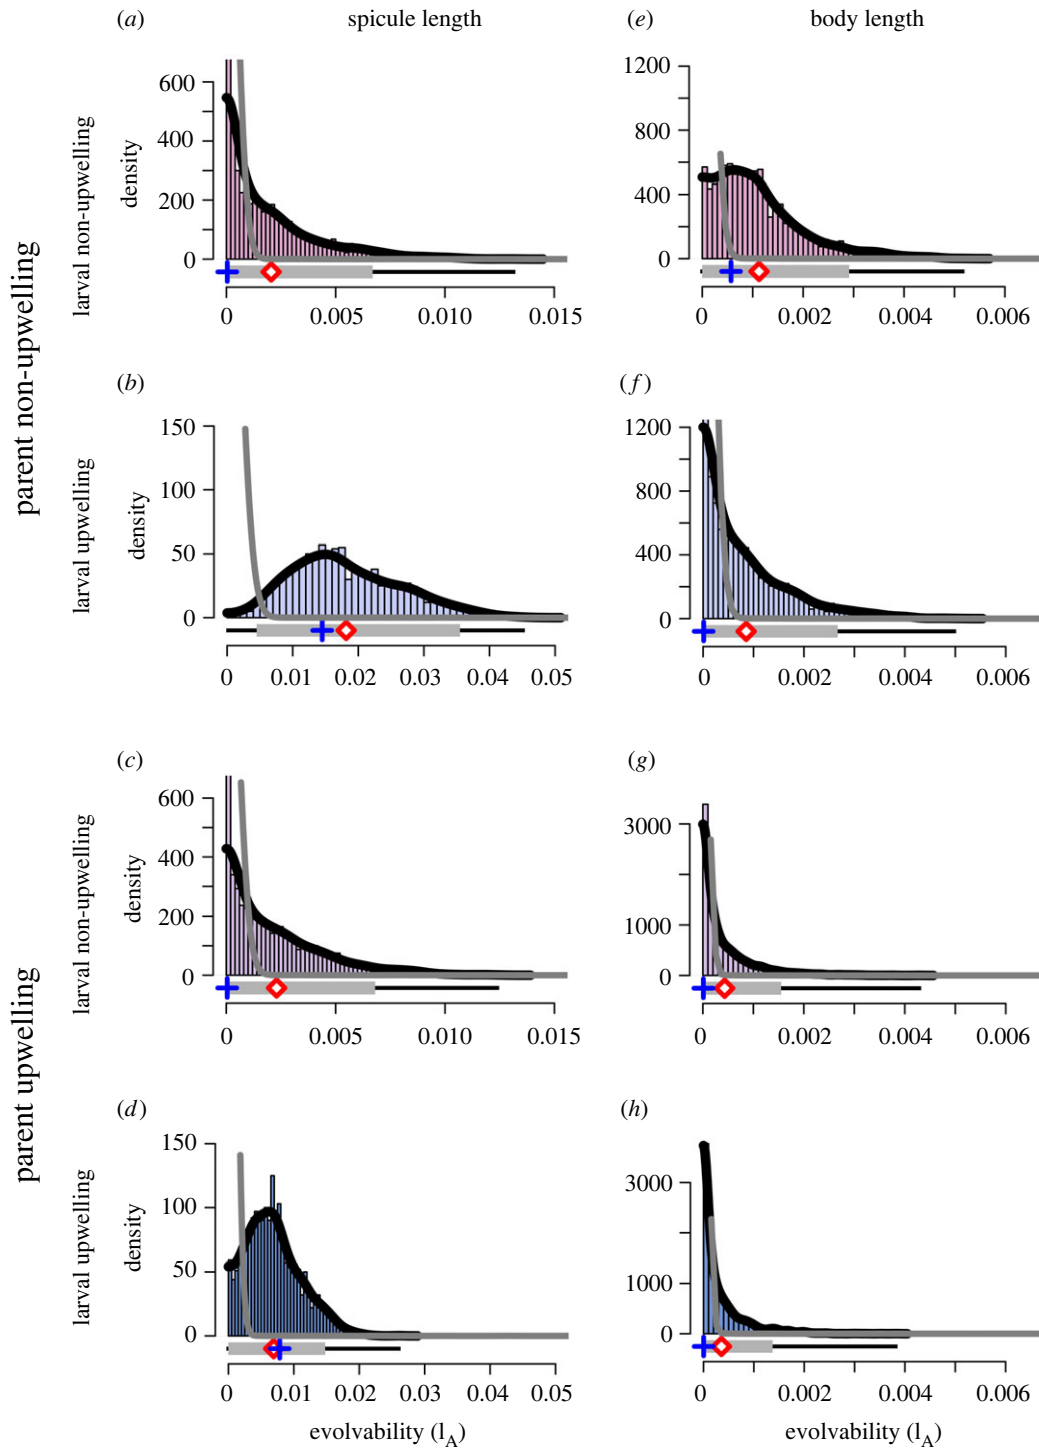 (a) spicule length (e) body length
parent non-upwelling
larval non-upwelling
density
600
400
200
0
0 0.005 0.010 0.015
1200
800
400
0
0 0.002 0.004 0.006
(b) (f)
larval upwelling
density
150
100
50
0
0 0.01 0.02 0.03 0.04 0.05
1200
800
400
0
0 0.002 0.004 0.006
parent upwelling
(c) (g)
larval non-upwelling
density
600
400
200
0
0 0.005 0.010 0.015
3000
1000
0
0 0.002 0.004 0.006
(d) (h)
larval upwelling
density
150
100
50
0
0 0.01 0.02 0.03 0.04 0.05
evolvability (I_A)
3000
1000
0
0 0.002 0.004 0.006
evolvability (I_A)